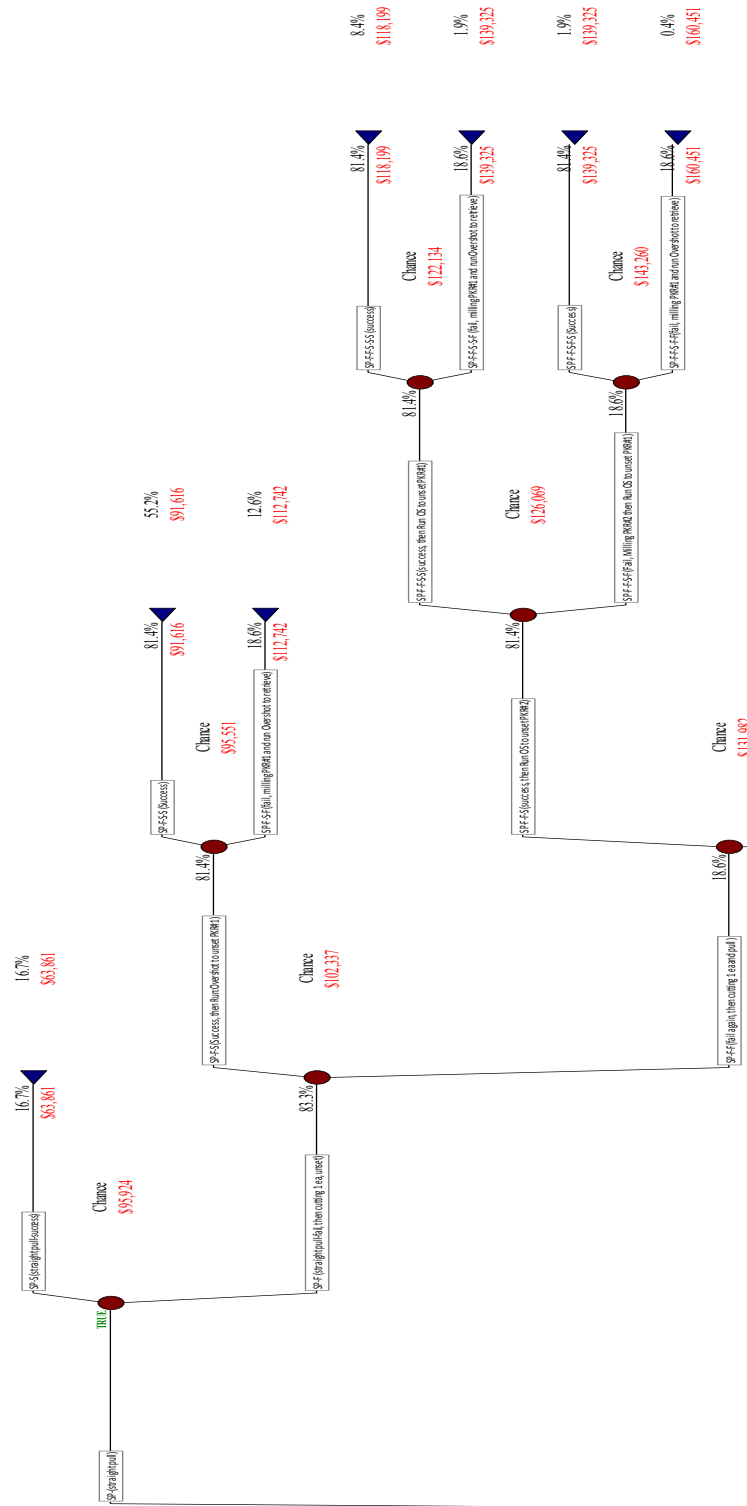 SP-S(straight pull-success)
16.7%
$63,861
16.7%
$63,861
SP-(straight pull)
TRUE
Chance
$95,924
SP-F-S-S (Success)
81.4%
$91,616
55.2%
$91,616
SP-F-S(Success, then Run Overshot to unset PKR#1)
81.4%
Chance
$95,551
SP-F-S-F (fail, milling PKR#1 and run Overshot to retrieve)
18.6%
$112,742
12.6%
$112,742
SP-F (straight pull-fail, then cutting 1 ea, unset)
83.3%
Chance
$102,337
SP-F-F-S-S-S (success)
81.4%
$118,199
8.4%
$118,199
SP-F-F-S-S(success, then Run OS to unset PKR#1)
81.4%
Chance
$122,134
SP-F-F-S-S-F (fail, milling PKR#1 and run Overshot to retrieve)
18.6%
$139,325
1.9%
$139,325
SP-F-F-S(success, then Run OS to unset PKR#2)
81.4%
Chance
$126,069
SP-F-F-S-F-S (Success)
81.4%
$139,325
1.9%
$139,325
SP-F-F-S-F(Fail, Milling PKR#2 then Run OS to unset PKR#1)
18.6%
Chance
$143,260
SP-F-F-S-F-F(fail, milling PKR#1 and run Overshot to retrieve)
18.6%
$160,451
0.4%
$160,451
SP-F-F (fail again, then cutting 1 ea and pull)
18.6%
Chance